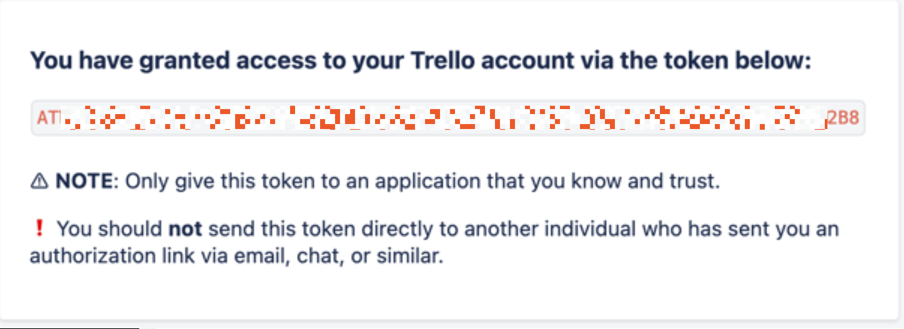 You have granted access to your Trello account via the token below:
AT 2B8
⚠ NOTE: Only give this token to an application that you know and trust.
❗ You should not send this token directly to another individual who has sent you an
authorization link via email, chat, or similar.